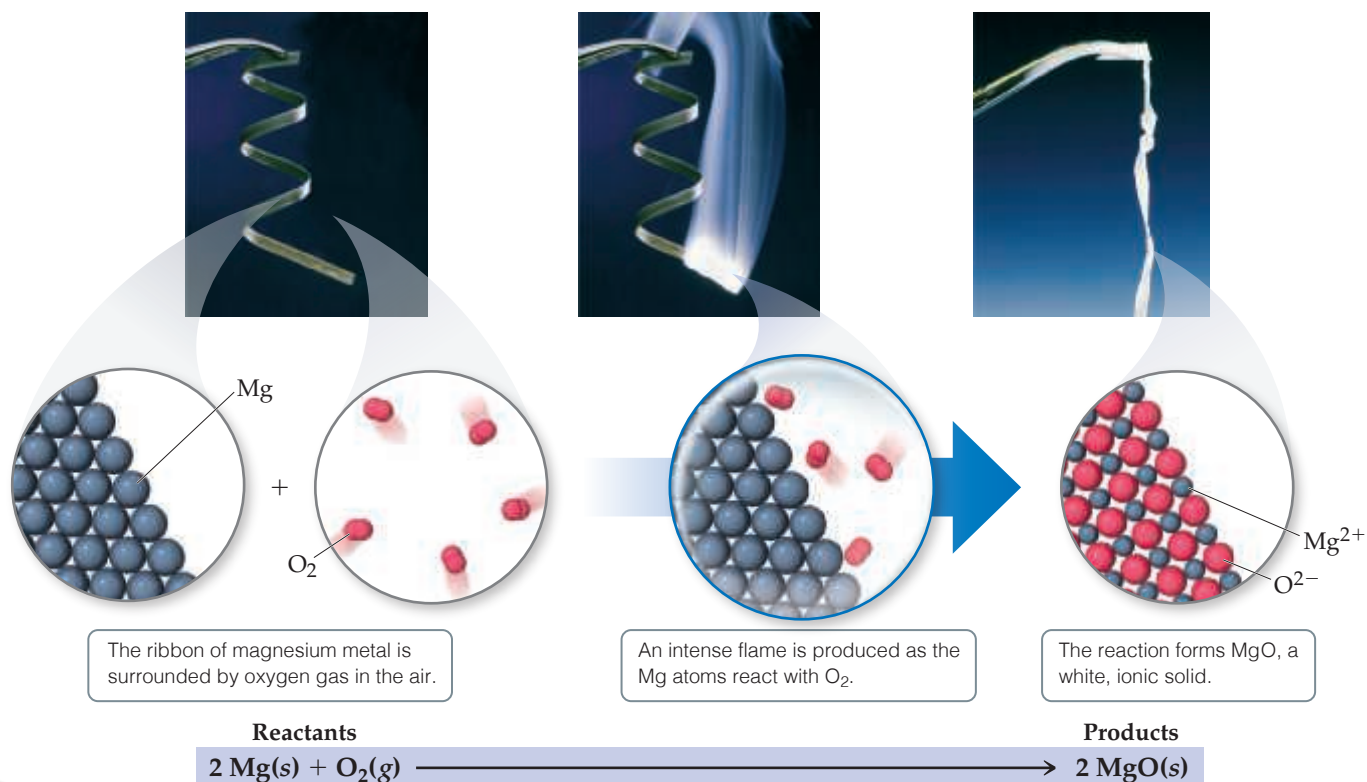 Mg
+
O₂
Mg²⁺
O²⁻
The ribbon of magnesium metal is
surrounded by oxygen gas in the air.
An intense flame is produced as the
Mg atoms react with O₂.
The reaction forms MgO, a
white, ionic solid.
Reactants
Products
2 Mg(s) + O₂(g) ⟶ 2 MgO(s)